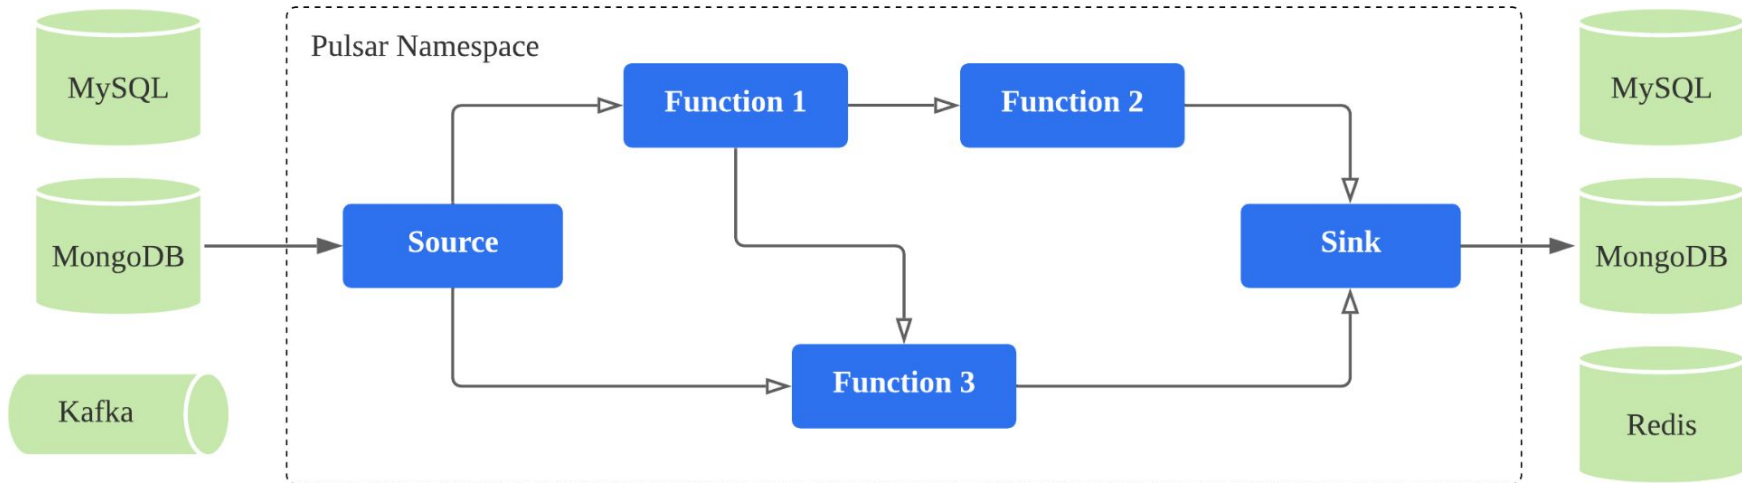 MySQL
MongoDB
Kafka
Pulsar Namespace
Function 1
Function 2
Source
Sink
Function 3
MySQL
MongoDB
Redis